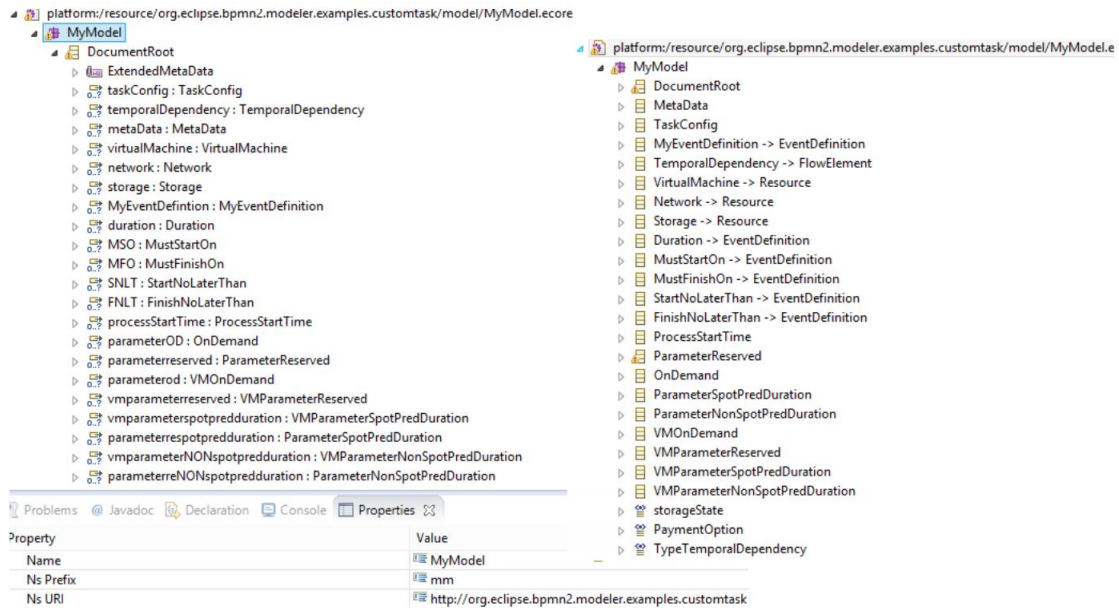 platform:/resource/org.eclipse.bpmn2.modeler.examples.customtask/model/MyModel.ecore
MyModel
DocumentRoot
ExtendedMetaData
taskConfig : TaskConfig
temporalDependency : TemporalDependency
metaData : MetaData
virtualMachine : VirtualMachine
network : Network
storage : Storage
MyEventDefintion : MyEventDefinition
duration : Duration
MSO : MustStartOn
MFO : MustFinishOn
SNLT : StartNoLaterThan
FNLT : FinishNoLaterThan
processStartTime : ProcessStartTime
parameterOD : OnDemand
parameterreserved : ParameterReserved
parameterod : VMOnDemand
vmparameterreserved : VMParameterReserved
vmparameterspotpredduration : VMParameterSpotPredDuration
parameterrespotpredduration : ParameterSpotPredDuration
vmparameterNONspotpredduration : VMParameterNonSpotPredDuration
parameterreNONspotpredduration : ParameterNonSpotPredDuration
platform:/resource/org.eclipse.bpmn2.modeler.examples.customtask/model/MyModel.e
MyModel
DocumentRoot
MetaData
TaskConfig
MyEventDefinition -> EventDefinition
TemporalDependency -> FlowElement
VirtualMachine -> Resource
Network -> Resource
Storage -> Resource
Duration -> EventDefinition
MustStartOn -> EventDefinition
MustFinishOn -> EventDefinition
StartNoLaterThan -> EventDefinition
FinishNoLaterThan -> EventDefinition
ProcessStartTime
ParameterReserved
OnDemand
ParameterSpotPredDuration
ParameterNonSpotPredDuration
VMOnDemand
VMParameterReserved
VMParameterSpotPredDuration
VMParameterNonSpotPredDuration
storageState
PaymentOption
TypeTemporalDependency
Problems @ Javadoc Declaration Console Properties
Property Value
Name MyModel
Ns Prefix mm
Ns URI http://org.eclipse.bpmn2.modeler.examples.customtask